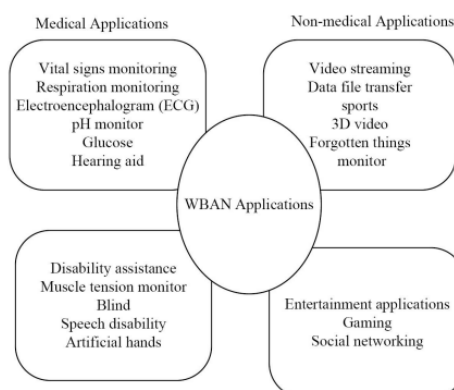 Medical Applications
Vital signs monitoring
Respiration monitoring
Electroencephalogram (ECG)
pH monitor
Glucose
Hearing aid
Non-medical Applications
Video streaming
Data file transfer
sports
3D video
Forgotten things
monitor
WBAN Applications
Disability assistance
Muscle tension monitor
Blind
Speech disability
Artificial hands
Entertainment applications
Gaming
Social networking